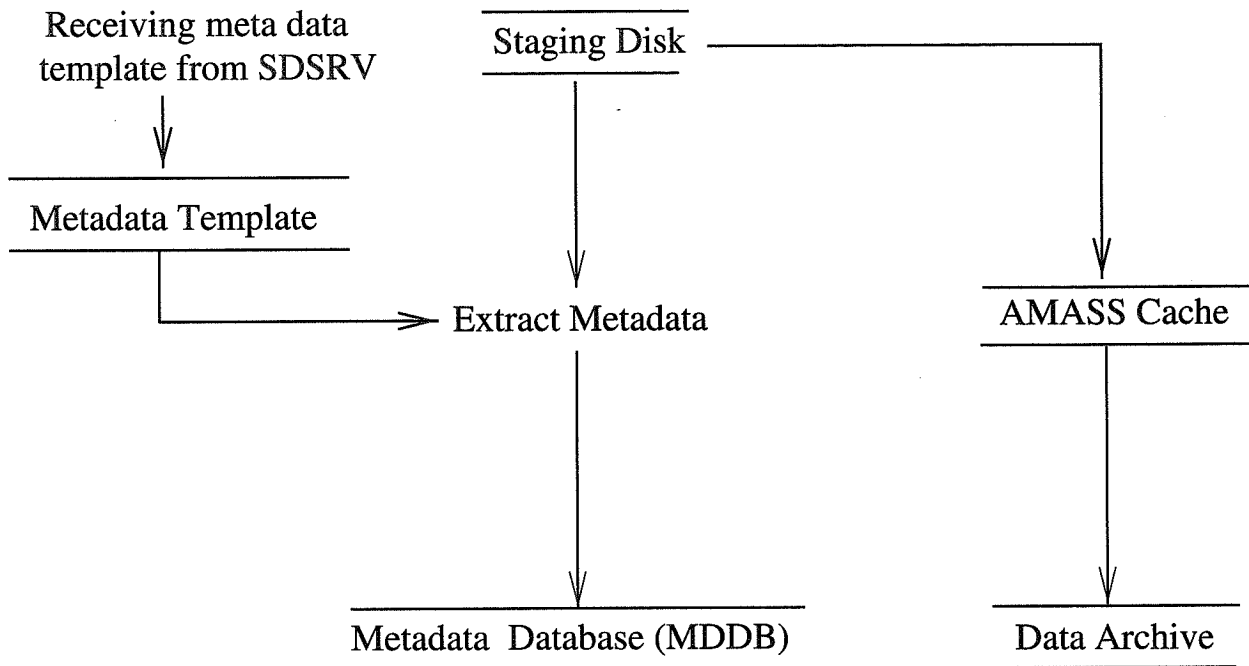 Receiving meta data
template from SDSRV
Staging Disk
Metadata Template
Extract Metadata
AMASS Cache
Metadata Database (MDDB)
Data Archive